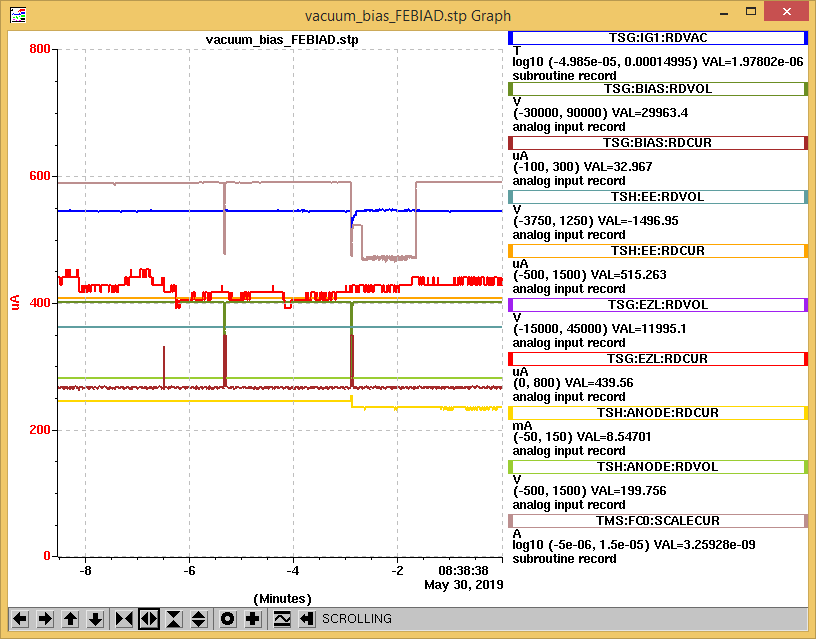 vacuum_bias_FEBIAD.stp Graph
vacuum_bias_FEBIAD.stp
800
600
400
200
0
uA
-8
-6
-4
-2
08:38:38
May 30, 2019
(Minutes)
TSG:IG1:RDVAC
T
log10 (-4.985e-05, 0.00014995) VAL=1.97802e-06
subroutine record
TSG:BIAS:RDVOL
V
(-30000, 90000) VAL=29963.4
analog input record
TSG:BIAS:RDCUR
uA
(-100, 300) VAL=32.967
analog input record
TSH:EE:RDVOL
V
(-3750, 1250) VAL=-1496.95
analog input record
TSH:EE:RDCUR
uA
(-500, 1500) VAL=515.263
analog input record
TSG:EZL:RDVOL
V
(-15000, 45000) VAL=11995.1
analog input record
TSG:EZL:RDCUR
uA
(0, 800) VAL=439.56
analog input record
TSH:ANODE:RDCUR
mA
(-50, 150) VAL=8.54701
analog input record
TSH:ANODE:RDVOL
V
(-500, 1500) VAL=199.756
analog input record
TMS:FC0:SCALECUR
A
log10 (-5e-06, 1.5e-05) VAL=3.25928e-09
subroutine record
SCROLLING